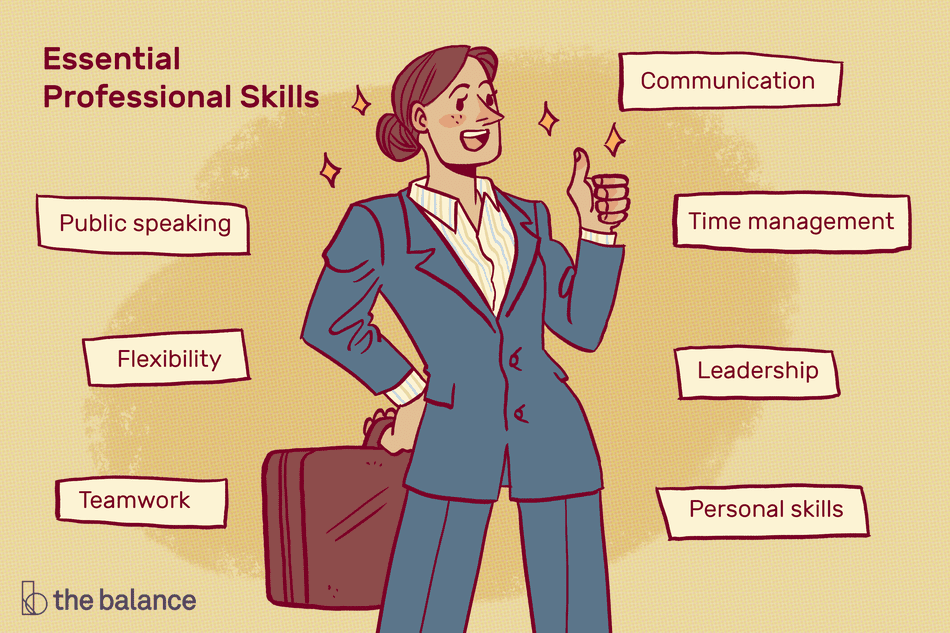 Essential
Professional Skills
Communication
Public speaking
Time management
Flexibility
Leadership
Teamwork
Personal skills
the balance